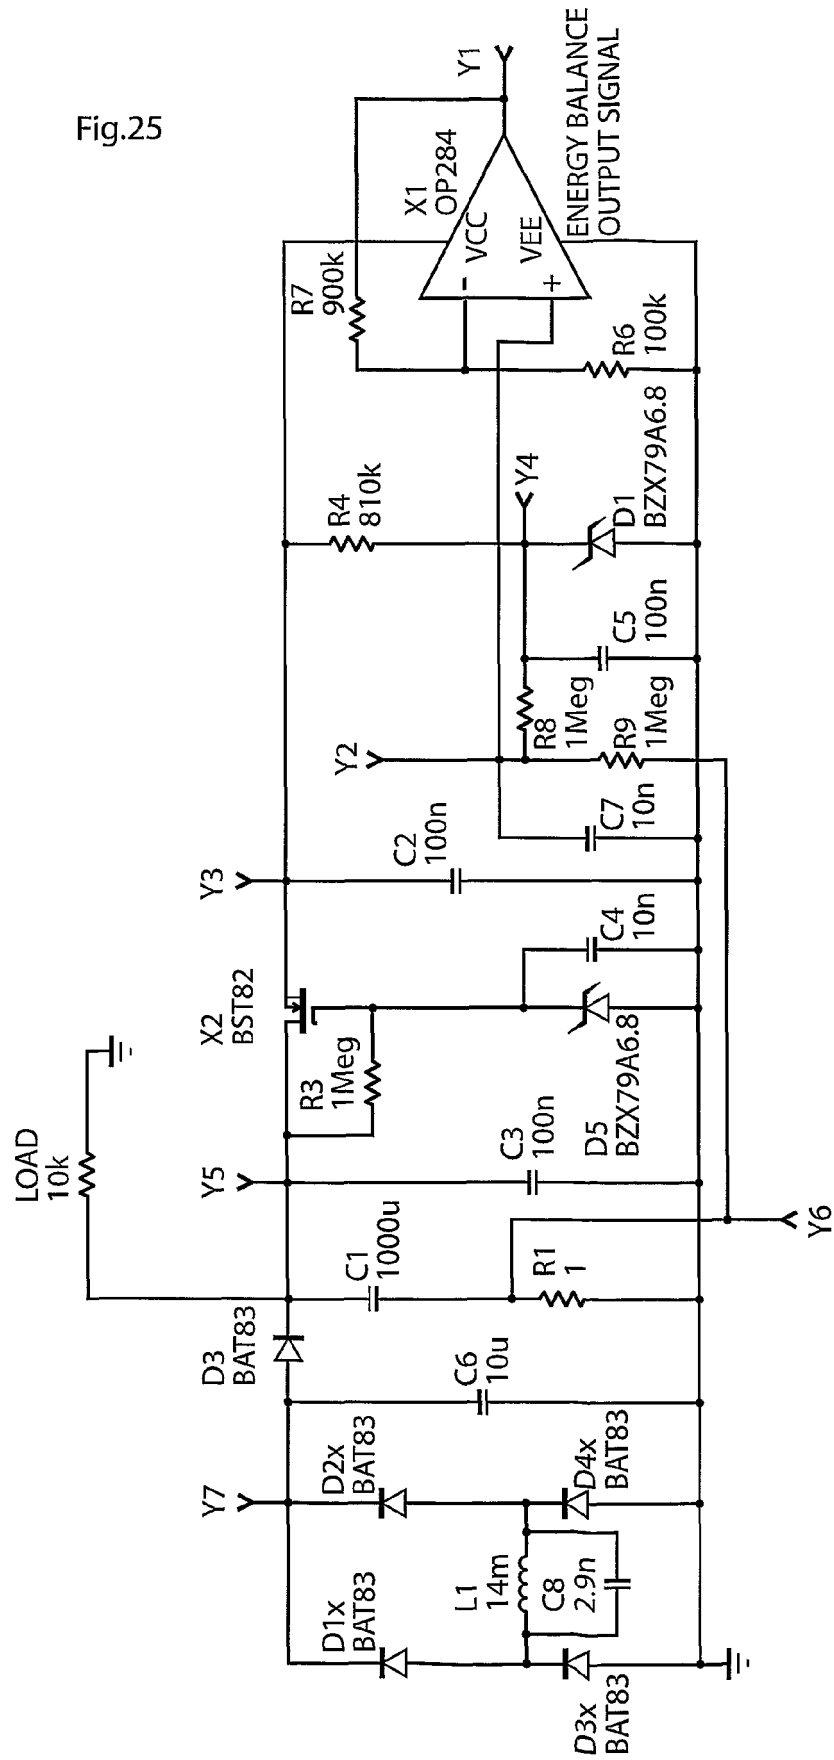 Fig.25
LOAD
10k
Y7
D1x
BAT83
D2x
BAT83
D3x
BAT83
D4x
BAT83
L1
14m
C8
2.9n
C6
10u
D3
BAT83
C1
1000u
R1
1
Y6
Y5
C3
100n
R3
1Meg
X2
BST82
D5
BZX79A6.8
C4
10n
Y3
C2
100n
C7
10n
Y2
R8
1Meg
R9
1Meg
C5
100n
R4
810k
Y4
D1
BZX79A6.8
R7
900k
R6
100k
X1
OP284
VCC
VEE
-
+
Y1
ENERGY BALANCE
OUTPUT SIGNAL